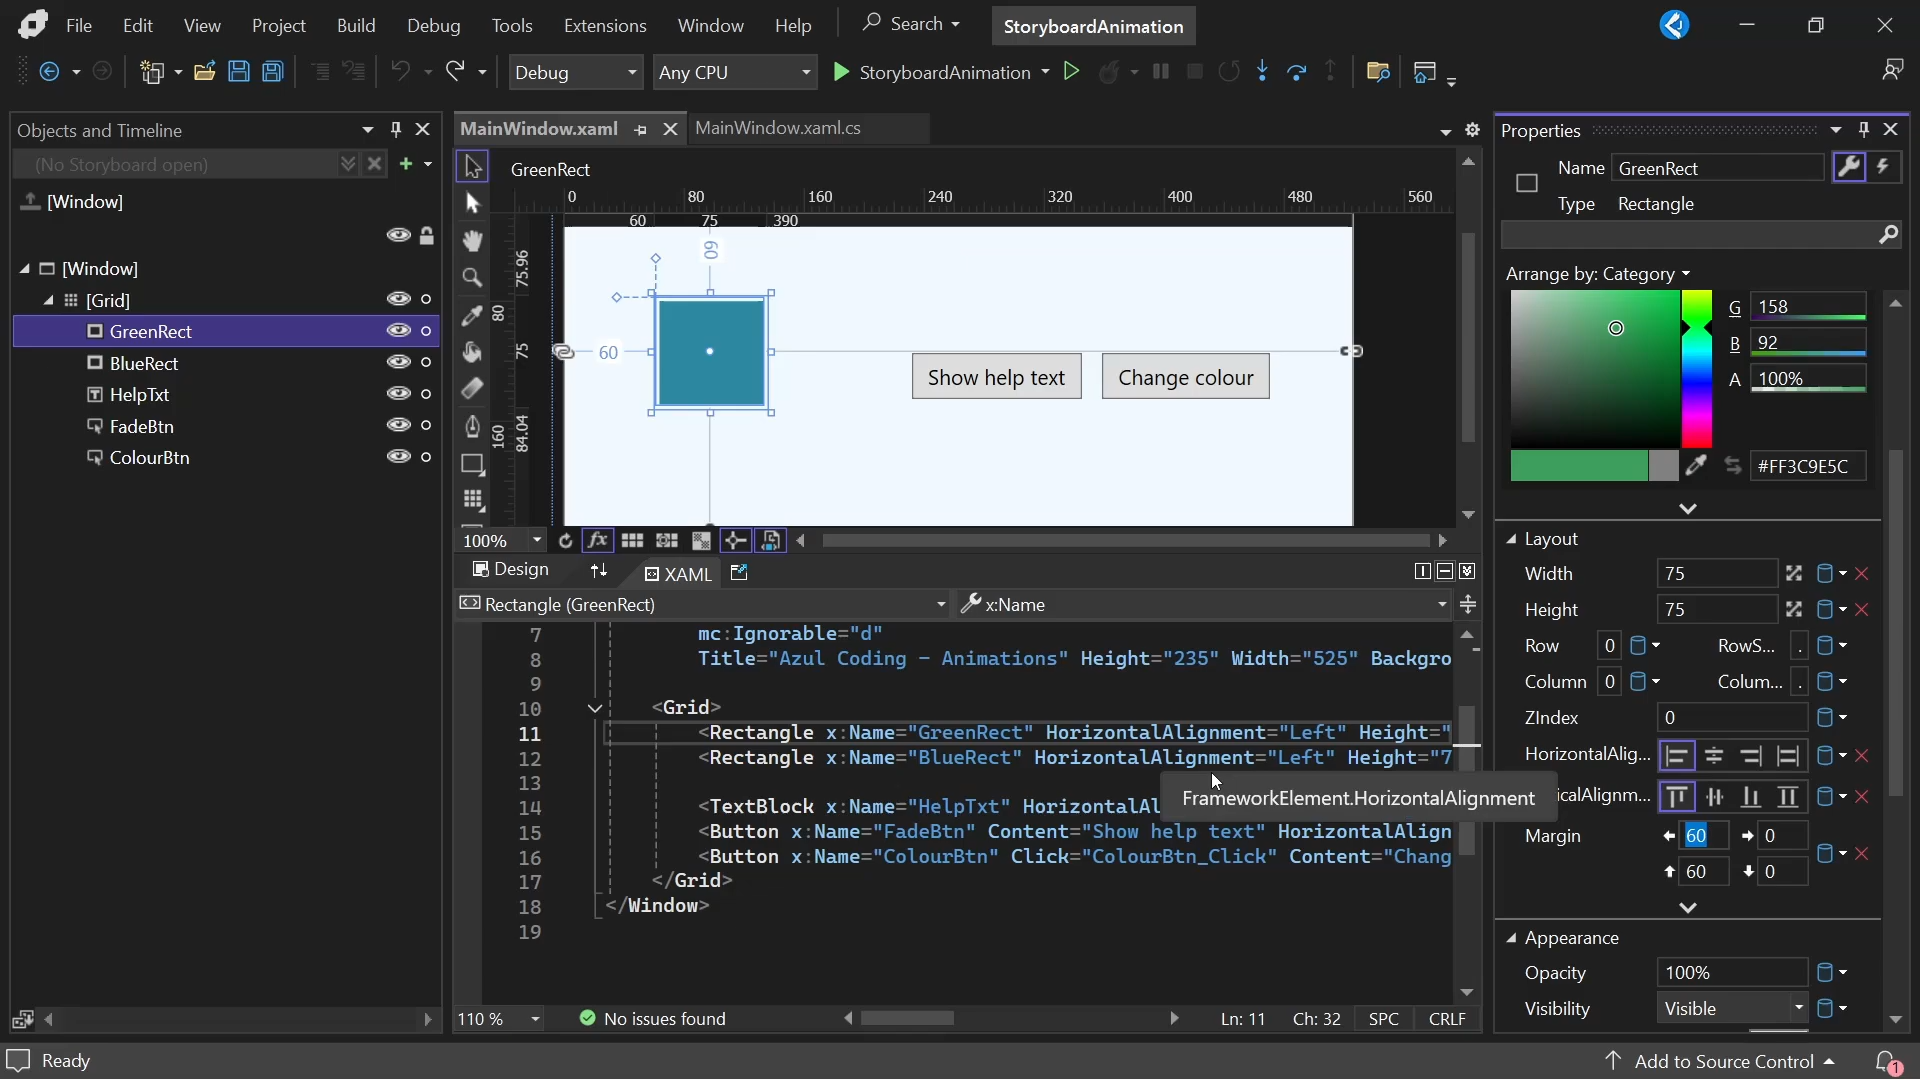 File Edit View Project Build Debug Tools Extensions Window Help Search StoryboardAnimation
Debug Any CPU StoryboardAnimation
Objects and Timeline
(No Storyboard open)
[Window]
[Window]
[Grid]
GreenRect
BlueRect
HelpTxt
FadeBtn
ColourBtn
MainWindow.xaml MainWindow.xaml.cs
GreenRect
0 80 160 240 320 400 480 560
60 75 390
75.96
80
75
160
84.04
60
60
Show help text Change colour
100%
Design XAML
Rectangle (GreenRect) x:Name
7 mc:Ignorable="d"
8 Title="Azul Coding - Animations" Height="235" Width="525" Backgro
9
10 <Grid>
11 <Rectangle x:Name="GreenRect" HorizontalAlignment="Left" Height="
12 <Rectangle x:Name="BlueRect" HorizontalAlignment="Left" Height="7
13
FrameworkElement.HorizontalAlignment
14 <TextBlock x:Name="HelpTxt" HorizontalAl
15 <Button x:Name="FadeBtn" Content="Show help text" HorizontalAlign
16 <Button x:Name="ColourBtn" Click="ColourBtn_Click" Content="Chang
17 </Grid>
18 </Window>
19
110 % No issues found Ln: 11 Ch: 32 SPC CRLF
Properties
Name GreenRect
Type Rectangle
Arrange by: Category
G 158
B 92
A 100%
#FF3C9E5C
Layout
Width 75
Height 75
Row 0 RowS... .
Column 0 Colum... .
ZIndex 0
HorizontalAlig...
icalAlignm...
Margin 60 0
60 0
Appearance
Opacity 100%
Visibility Visible
Ready Add to Source Control 1